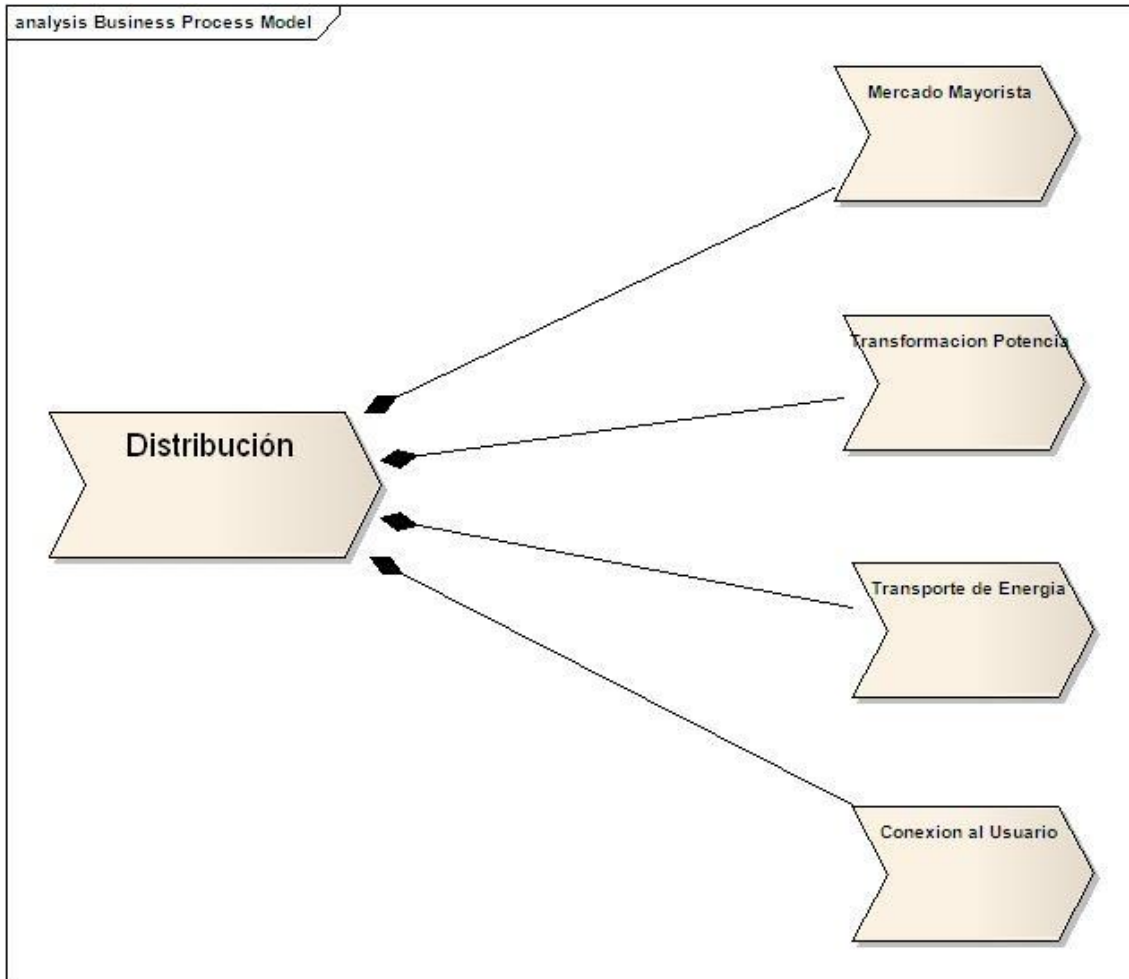 analysis Business Process Model
Mercado Mayorista
Transformacion Potencia
Distribución
Transporte de Energia
Conexion al Usuario